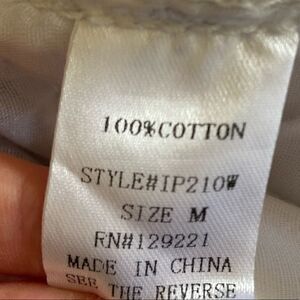 100%COTTON
STYLE#IP210W
SIZE M
RN#129221
MADE IN CHINA
SEE THE REVERSE